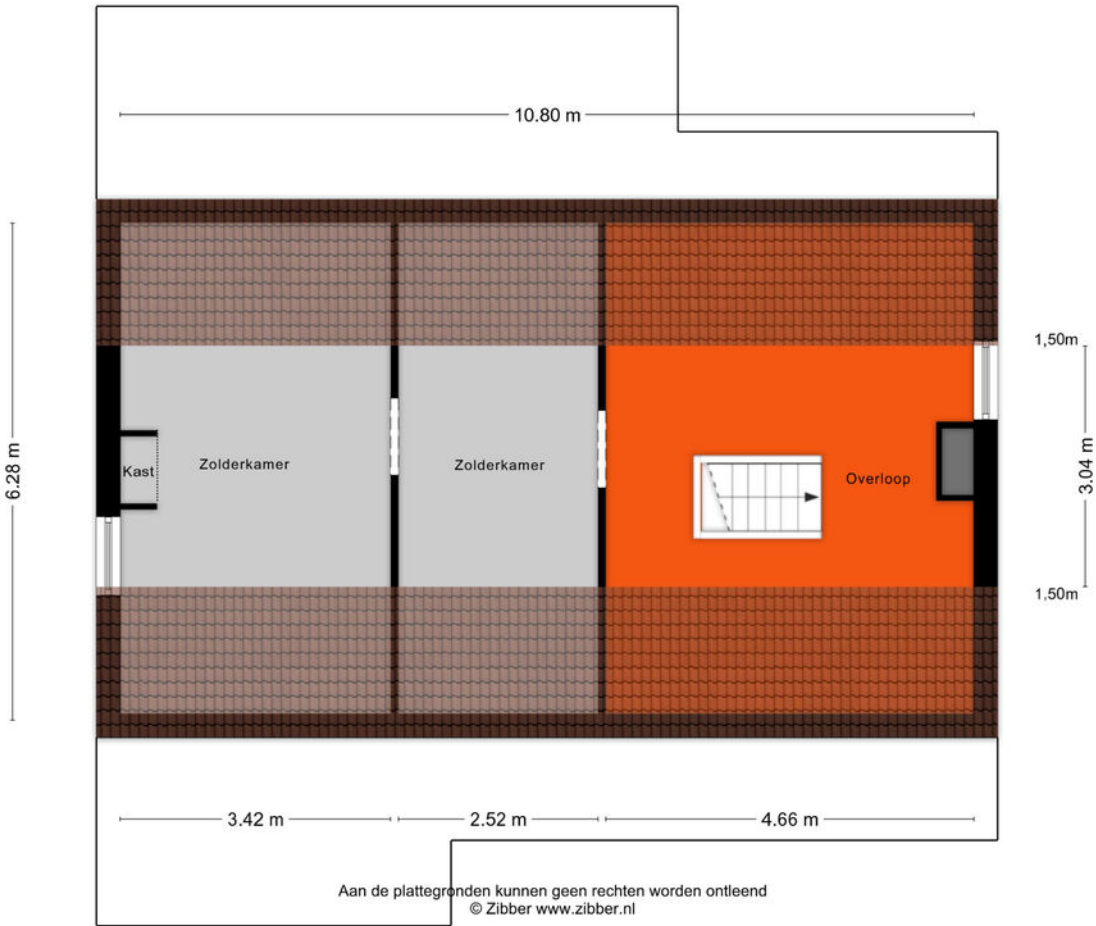 10.80 m
1,50m
6.28 m
3.04 m
Kast
Zolderkamer
Zolderkamer
Overloop
1,50m
3.42 m
2.52 m
4.66 m
Aan de plattegronden kunnen geen rechten worden ontleend
© Zibber www.zibber.nl